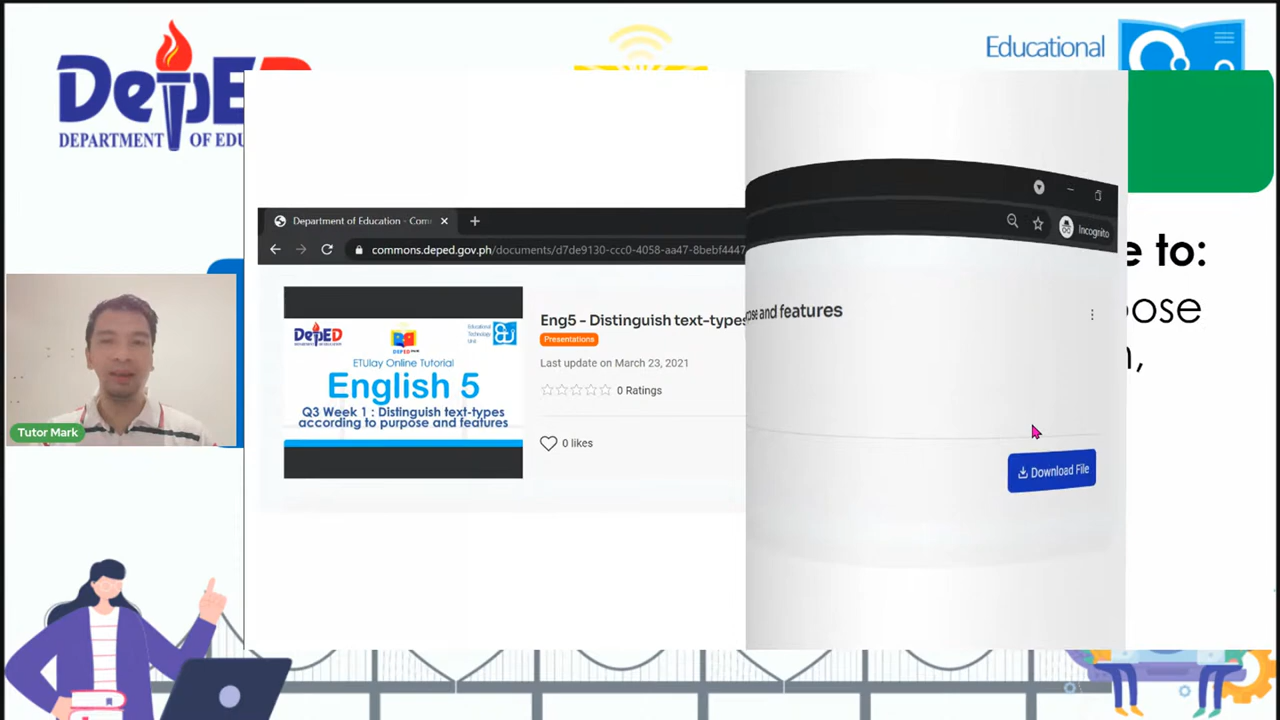 DepED
DEPARTMENT OF EDU
Educational
Department of Education - Com
commons.deped.gov.ph/documents/d7de9130-ccc0-4058-aa47-8bebf4447
Incognito
e to:
pose
DepED
DEPED
Educational
Technology
Unit
ETUlay Online Tutorial
English 5
Q3 Week 1 : Distinguish text-types
according to purpose and features
Eng5 - Distinguish text-types
ose and features
Presentations
Last update on March 23, 2021
0 Ratings
0 likes
Download File
Tutor Mark